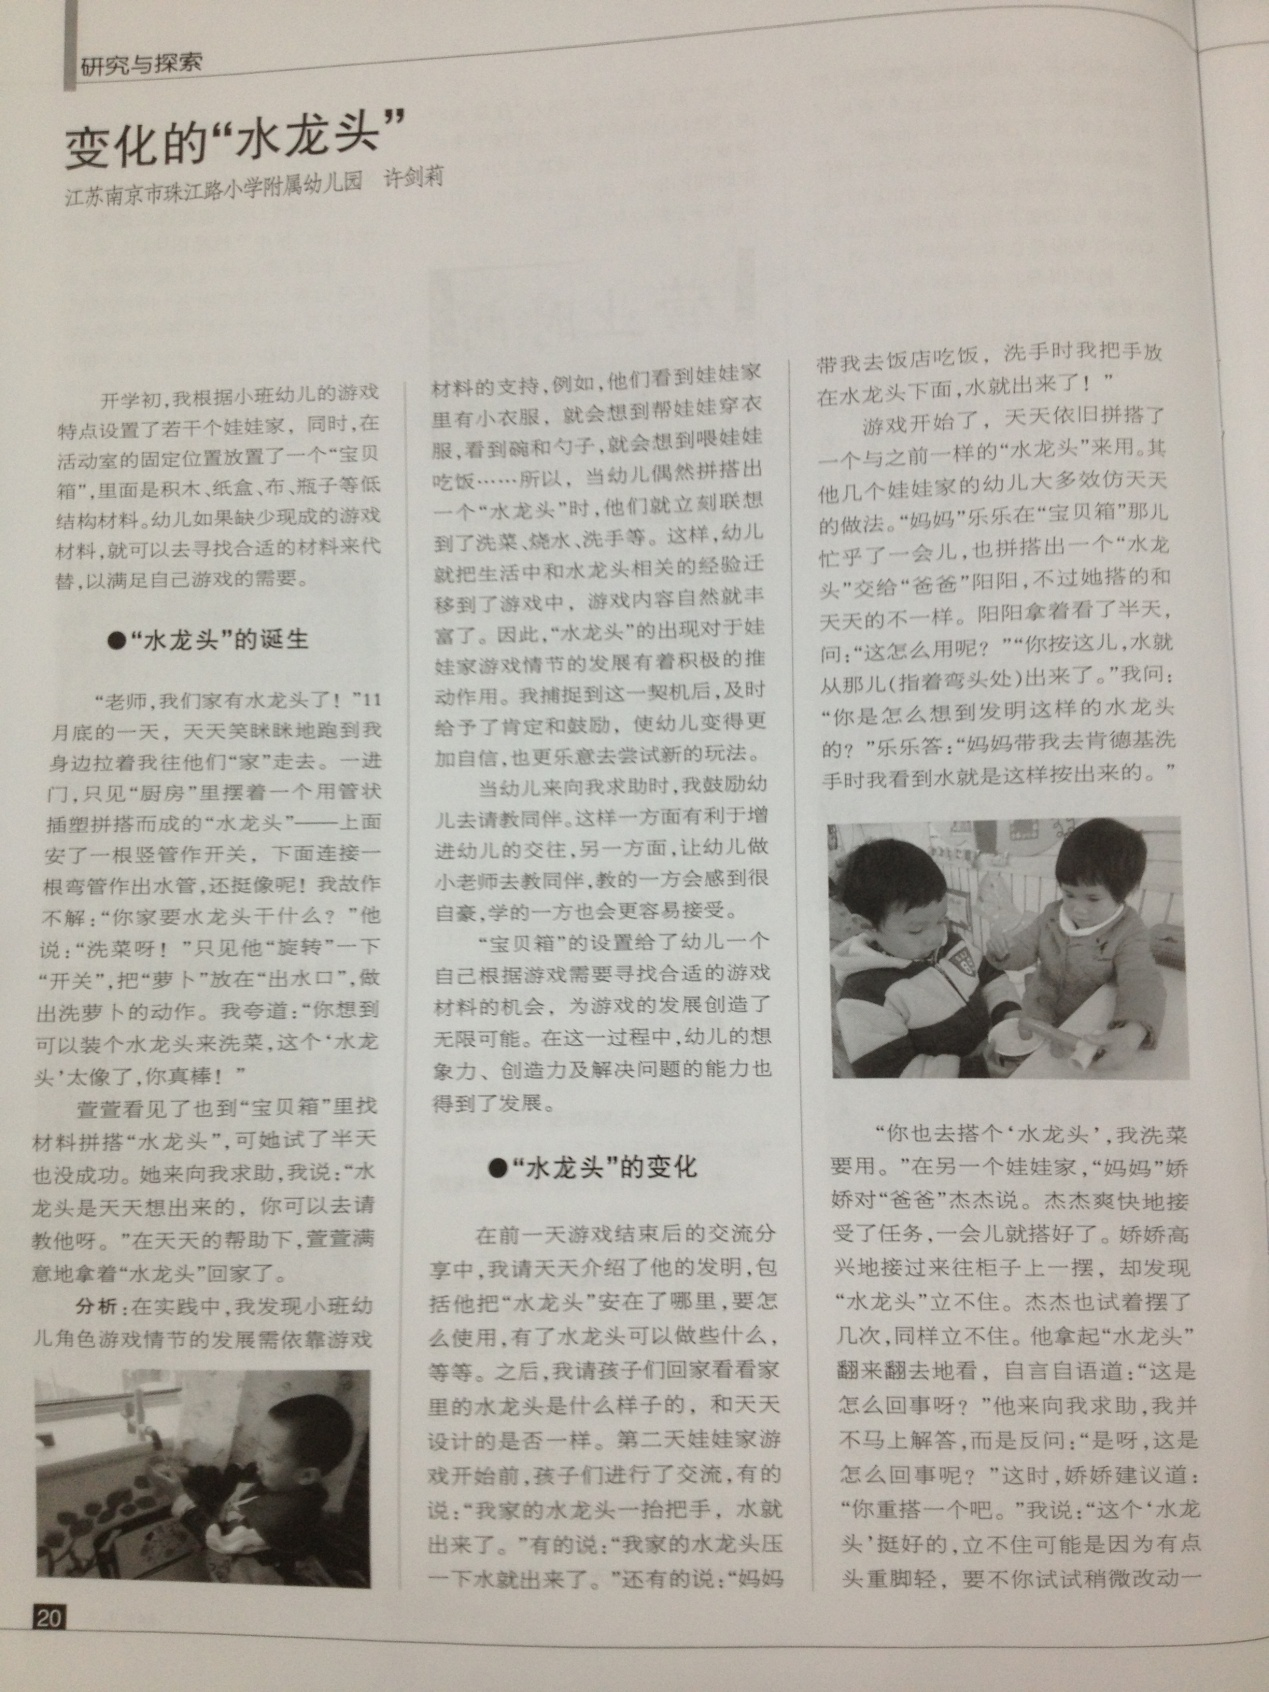 研究与探索
变化的“水龙头”
江苏南京市珠江路小学附属幼儿园　许剑莉
开学初,我根据小班幼儿的游戏
特点设置了若干个娃娃家，同时,在
活动室的固定位置放置了一个“宝贝
箱”,里面是积木、纸盒、布、瓶子等低
结构材料。幼儿如果缺少现成的游戏
材料,就可以去寻找合适的材料来代
替,以满足自己游戏的需要。
●“水龙头”的诞生
“老师,我们家有水龙头了！”11
月底的一天，天天笑眯眯地跑到我
身边拉着我往他们“家”走去。一进
门,只见“厨房”里摆着一个用管状
插塑拼搭而成的“水龙头”——上面
安了一根竖管作开关，下面连接一
根弯管作出水管,还挺像呢！我故作
不解:“你家要水龙头干什么？”他
说:“洗菜呀！”只见他“旋转”一下
“开关”,把“萝卜”放在“出水口”,做
出洗萝卜的动作。我夸道:“你想到
可以装个水龙头来洗菜,这个‘水龙
头’太像了,你真棒！”
萱萱看见了也到“宝贝箱”里找
材料拼搭“水龙头”,可她试了半天
也没成功。她来向我求助,我说:“水
龙头是天天想出来的，你可以去请
教他呀。”在天天的帮助下,萱萱满
意地拿着“水龙头”回家了。
分析:在实践中,我发现小班幼
儿角色游戏情节的发展需依靠游戏
材料的支持,例如,他们看到娃娃家
里有小衣服，就会想到帮娃娃穿衣
服,看到碗和勺子,就会想到喂娃娃
吃饭……所以，当幼儿偶然拼搭出
一个“水龙头”时,他们就立刻联想
到了洗菜、烧水、洗手等。这样,幼儿
就把生活中和水龙头相关的经验迁
移到了游戏中，游戏内容自然就丰
富了。因此,“水龙头”的出现对于娃
娃家游戏情节的发展有着积极的推
动作用。我捕捉到这一契机后,及时
给予了肯定和鼓励，使幼儿变得更
加自信,也更乐意去尝试新的玩法。
当幼儿来向我求助时,我鼓励幼
儿去请教同伴。这样一方面有利于增
进幼儿的交往,另一方面,让幼儿做
小老师去教同伴,教的一方会感到很
自豪,学的一方也会更容易接受。
“宝贝箱”的设置给了幼儿一个
自己根据游戏需要寻找合适的游戏
材料的机会，为游戏的发展创造了
无限可能。在这一过程中,幼儿的想
象力、创造力及解决问题的能力也
得到了发展。
●“水龙头”的变化
在前一天游戏结束后的交流分
享中,我请天天介绍了他的发明,包
括他把“水龙头”安在了哪里,要怎
么使用,有了水龙头可以做些什么,
等等。之后,我请孩子们回家看看家
里的水龙头是什么样子的，和天天
设计的是否一样。第二天娃娃家游
戏开始前,孩子们进行了交流,有的
说:“我家的水龙头一抬把手，水就
出来了。”有的说:“我家的水龙头压
一下水就出来了。”还有的说:“妈妈
带我去饭店吃饭，洗手时我把手放
在水龙头下面,水就出来了！”
游戏开始了，天天依旧拼搭了
一个与之前一样的“水龙头”来用。其
他几个娃娃家的幼儿大多效仿天天
的做法。“妈妈”乐乐在“宝贝箱”那儿
忙乎了一会儿,也拼搭出一个“水龙
头”交给“爸爸”阳阳,不过她搭的和
天天的不一样。阳阳拿着看了半天,
问:“这怎么用呢？”“你按这儿,水就
从那儿(指着弯头处)出来了。”我问:
“你是怎么想到发明这样的水龙头
的？”乐乐答:“妈妈带我去肯德基洗
手时我看到水就是这样按出来的。”
“你也去搭个‘水龙头’,我洗菜
要用。”在另一个娃娃家,“妈妈”娇
娇对“爸爸”杰杰说。杰杰爽快地接
受了任务,一会儿就搭好了。娇娇高
兴地接过来往柜子上一摆，却发现
“水龙头”立不住。杰杰也试着摆了
几次,同样立不住。他拿起“水龙头”
翻来翻去地看，自言自语道:“这是
怎么回事呀？”他来向我求助,我并
不马上解答,而是反问:“是呀,这是
怎么回事呢？”这时,娇娇建议道:
“你重搭一个吧。”我说:“这个‘水龙
头’挺好的,立不住可能是因为有点
头重脚轻，要不你试试稍微改动一
20